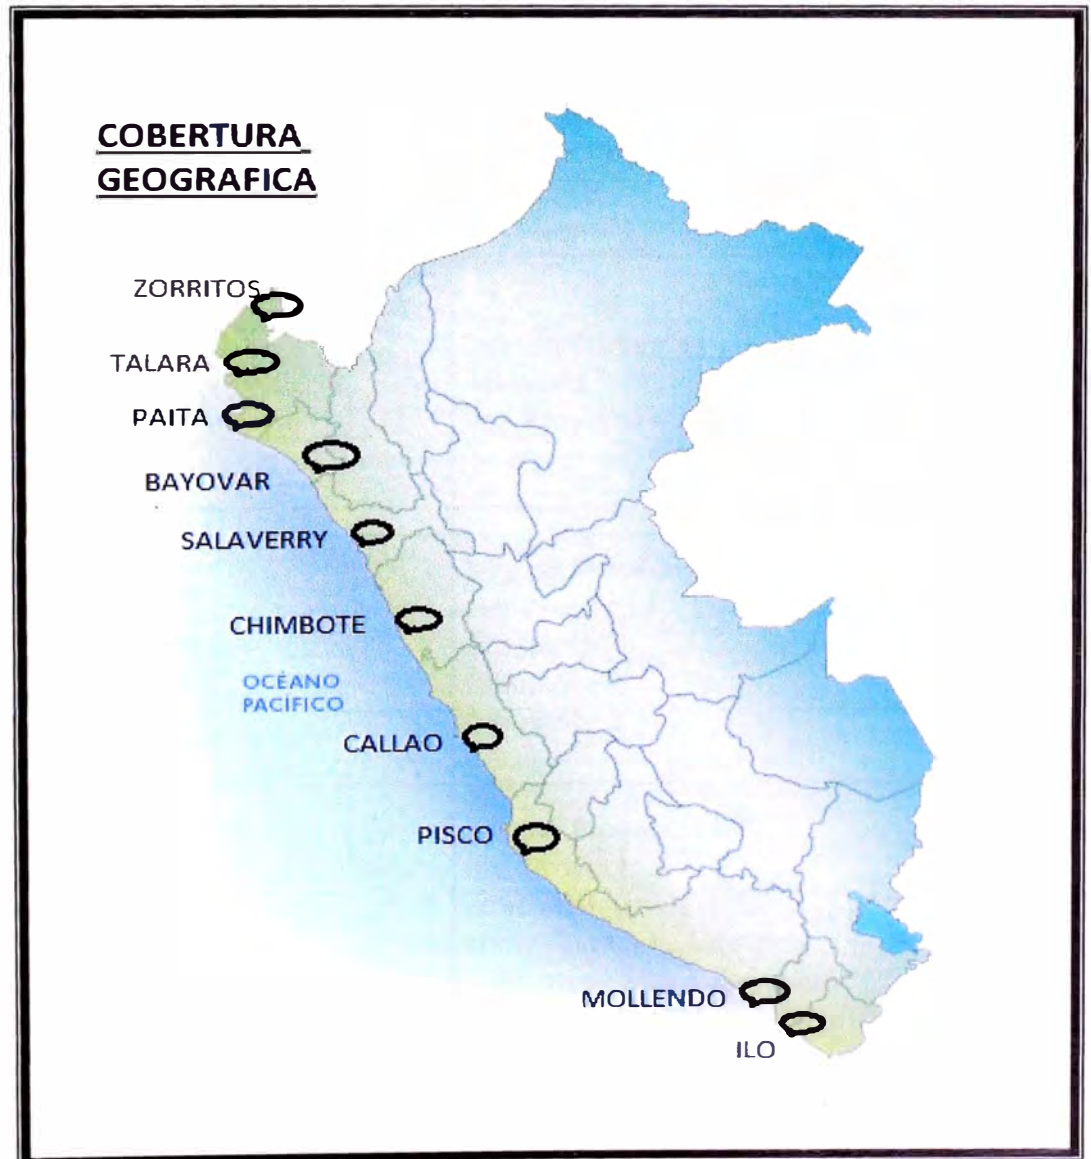 COBERTURA
GEOGRAFICA
ZORRITOS
TALARA
PAITA
BAYOVAR
SALAVERRY
CHIMBOTE
OCÉANO
PACÍFICO
CALLAO
PISCO
MOLLENDO
ILO